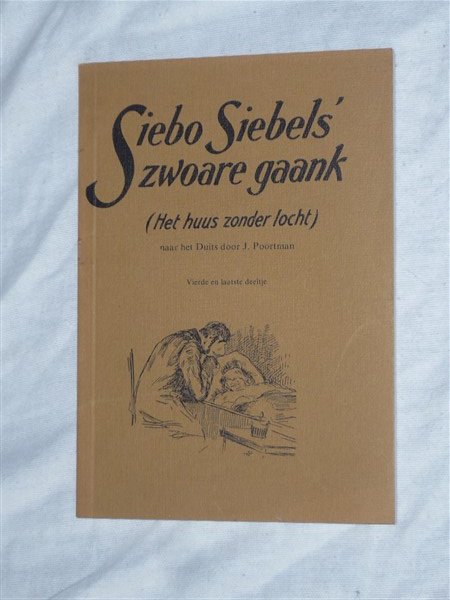 Siebo Siebels'
zwoare gaank
(Het huus zonder locht)
naar het Duits door J. Poortman
Vierde en laatste deeltje